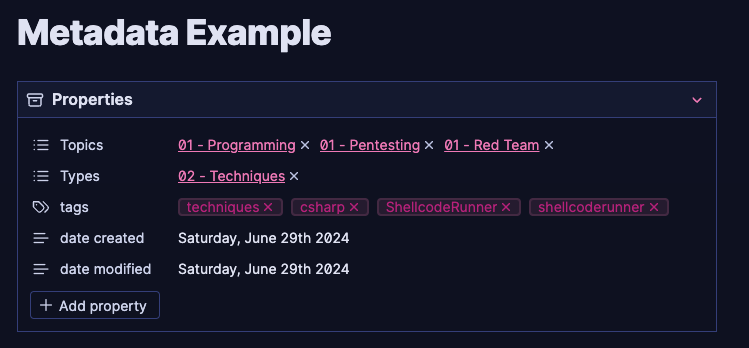 Metadata Example
Properties
Topics 01 - Programming × 01 - Pentesting × 01 - Red Team ×
Types 02 - Techniques ×
tags techniques × csharp × ShellcodeRunner × shellcoderunner ×
date created Saturday, June 29th 2024
date modified Saturday, June 29th 2024
+ Add property